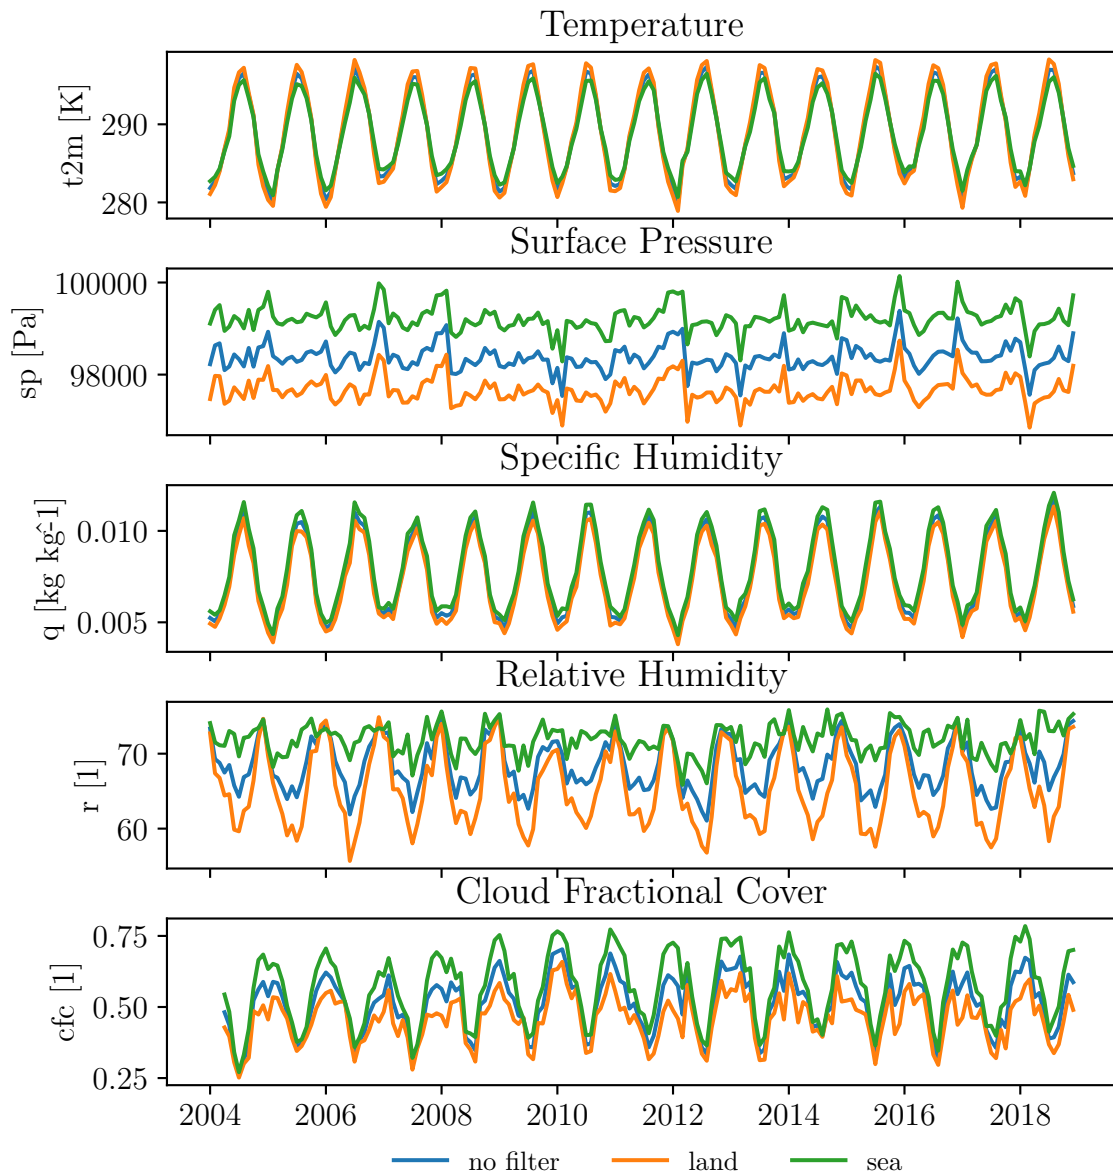 Temperature
t2m [K]
290
280
Surface Pressure
sp [Pa]
100000
98000
Specific Humidity
q [kg kg^-1]
0.010
0.005
Relative Humidity
r [1]
70
60
Cloud Fractional Cover
cfc [1]
0.75
0.50
0.25
2004 2006 2008 2010 2012 2014 2016 2018
no filter land sea